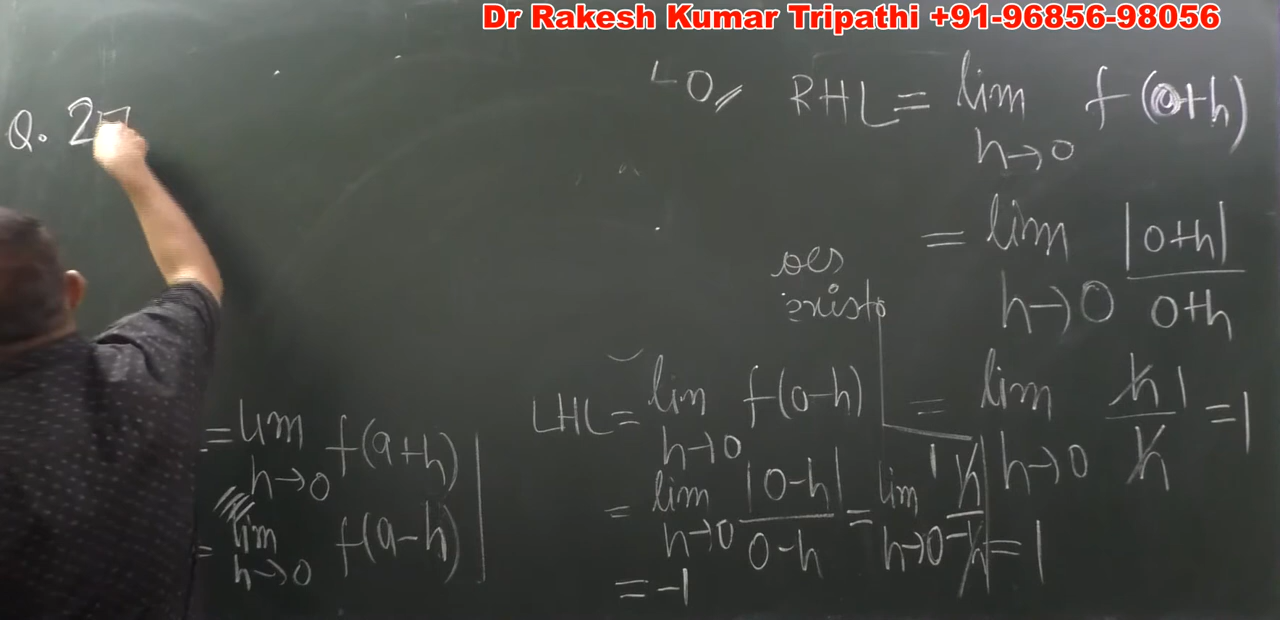 Dr Rakesh Kumar Tripathi +91-96856-98056
Q. 2
RHL = lim h→0 f(0+h)
= lim h→0 |0+h| / 0+h
= lim h→0 h / h = 1
oes
exists
LHL = lim h→0 f(0-h)
= lim h→0 |0-h| / 0-h = lim h→0 h / -h = 1
= -1
= lim h→0 f(a+h)
= lim h→0 f(a-h)